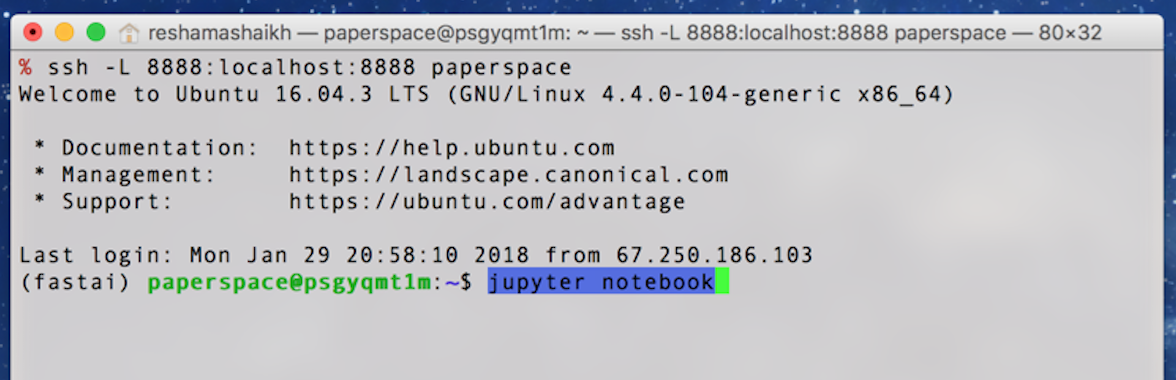 reshamashaikh — paperspace@psgyqmt1m: ~ — ssh -L 8888:localhost:8888 paperspace — 80×32
% ssh -L 8888:localhost:8888 paperspace
Welcome to Ubuntu 16.04.3 LTS (GNU/Linux 4.4.0-104-generic x86_64)
* Documentation:  https://help.ubuntu.com
* Management:     https://landscape.canonical.com
* Support:        https://ubuntu.com/advantage
Last login: Mon Jan 29 20:58:10 2018 from 67.250.186.103
(fastai) paperspace@psgyqmt1m:~$ jupyter notebook